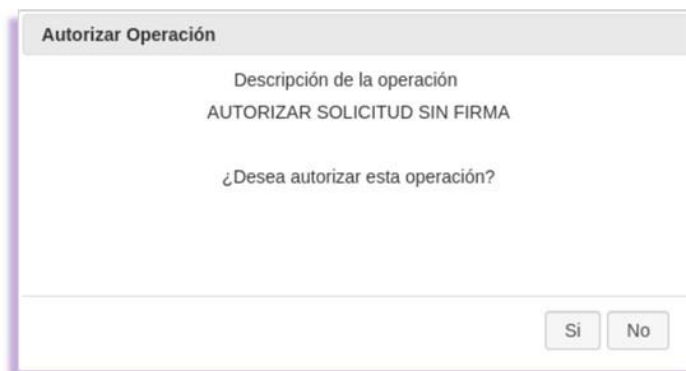 Autorizar Operación
Descripción de la operación
AUTORIZAR SOLICITUD SIN FIRMA
¿Desea autorizar esta operación?
Si No